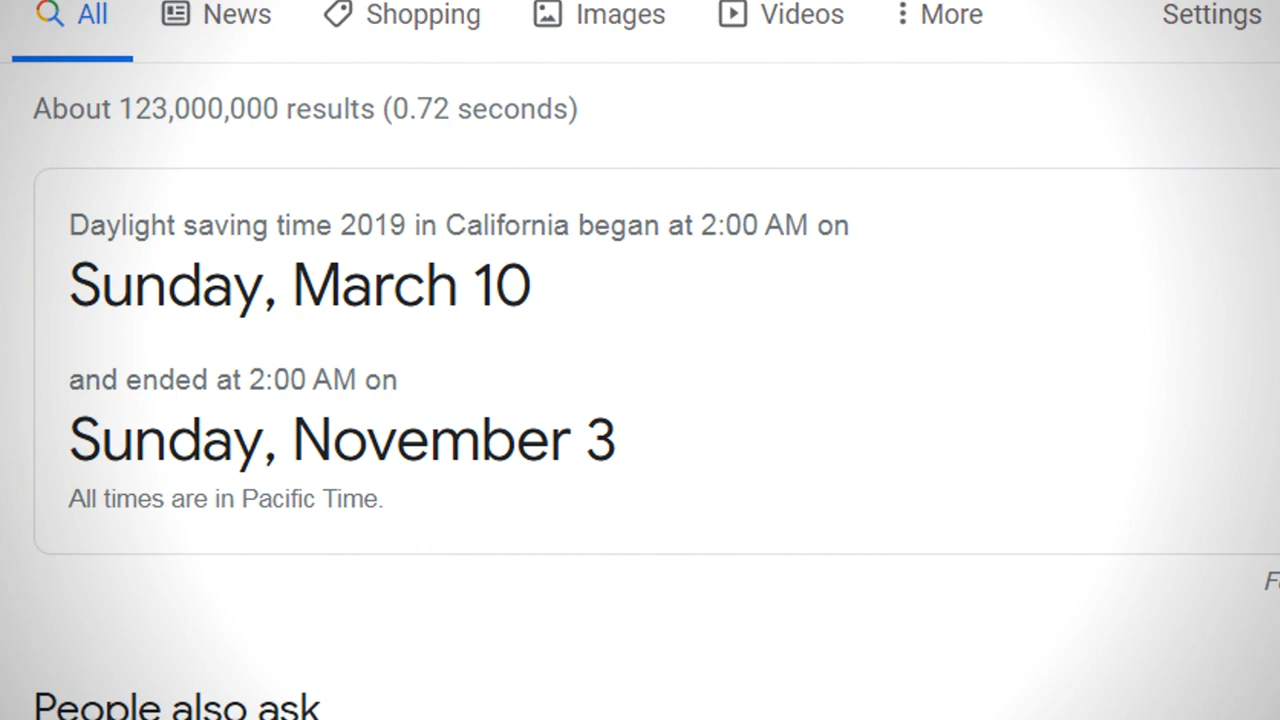 All News Shopping Images Videos More Settings
About 123,000,000 results (0.72 seconds)
Daylight saving time 2019 in California began at 2:00 AM on
Sunday, March 10
and ended at 2:00 AM on
Sunday, November 3
All times are in Pacific Time.
People also ask